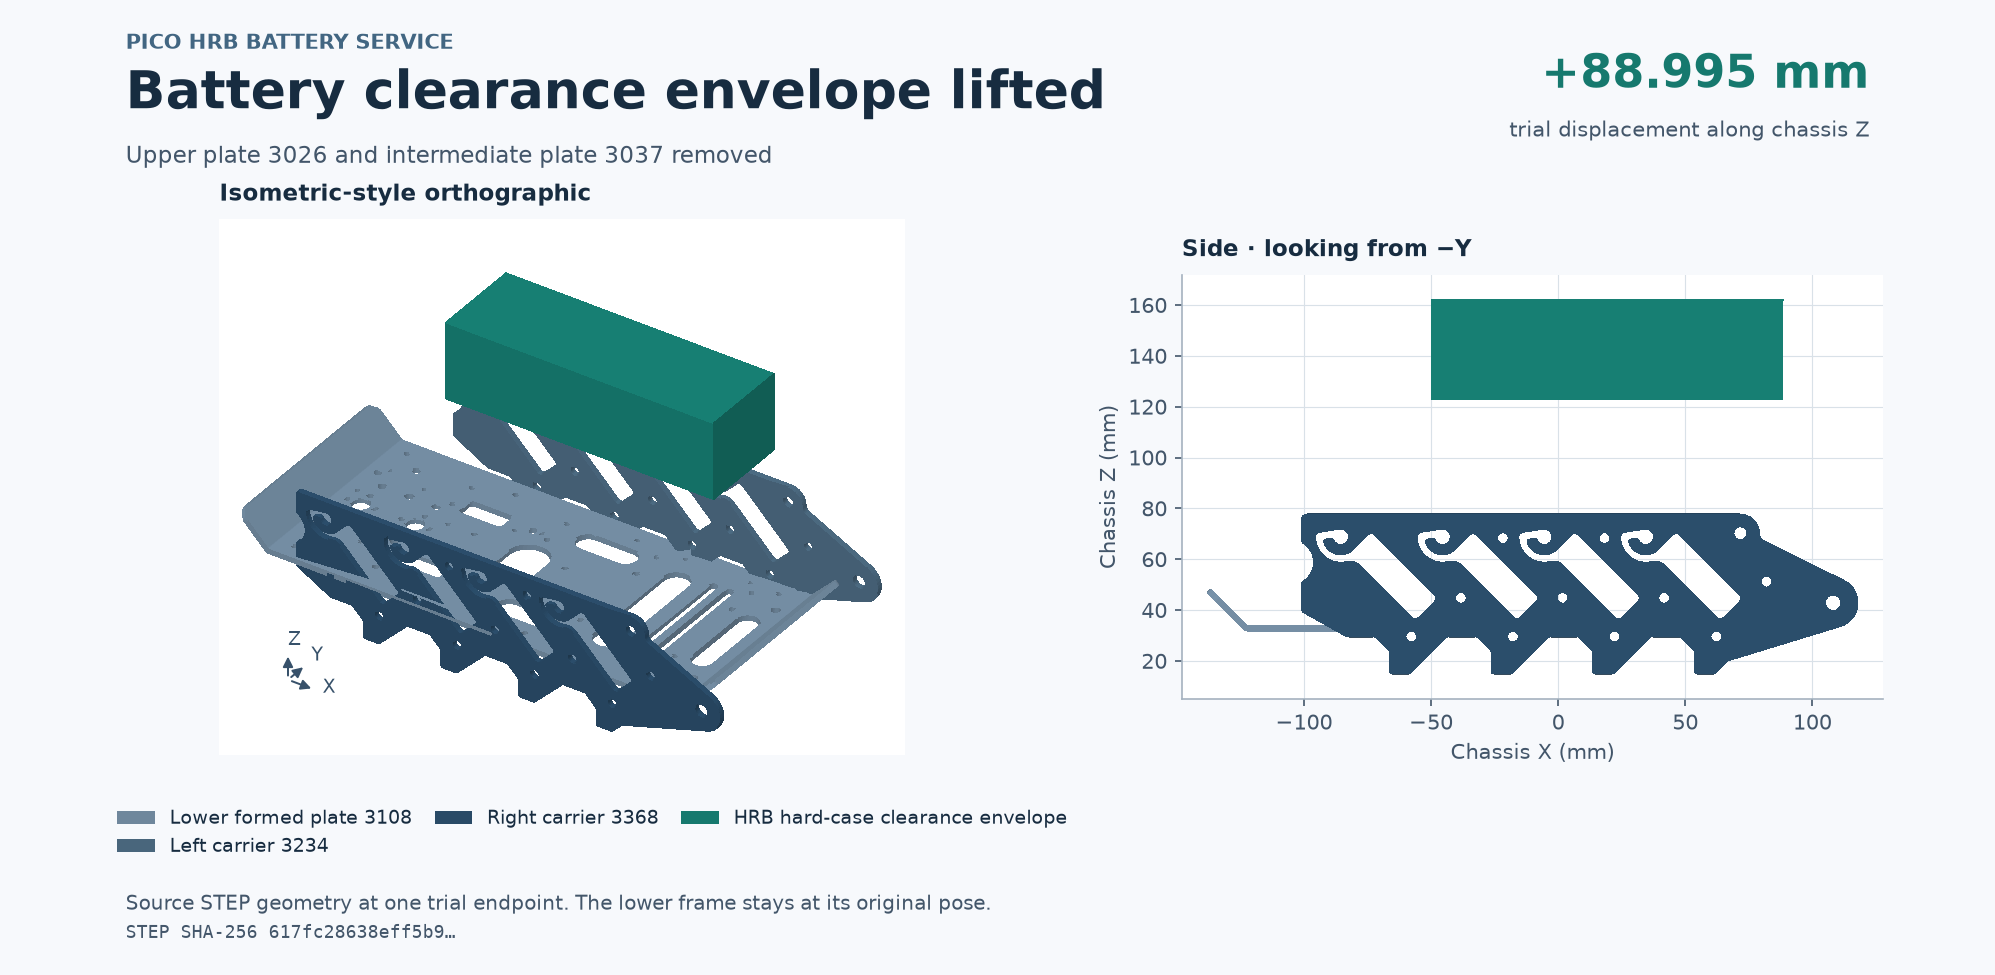 PICO HRB BATTERY SERVICE
Battery clearance envelope lifted
+88.995 mm
trial displacement along chassis Z
Upper plate 3026 and intermediate plate 3037 removed
Isometric-style orthographic
Z
Y
X
Side · looking from −Y
160
140
120
100
80
60
40
20
Chassis Z (mm)
−100
−50
0
50
100
Chassis X (mm)
Lower formed plate 3108
Right carrier 3368
HRB hard-case clearance envelope
Left carrier 3234
Source STEP geometry at one trial endpoint. The lower frame stays at its original pose.
STEP SHA-256 617fc28638eff5b9…